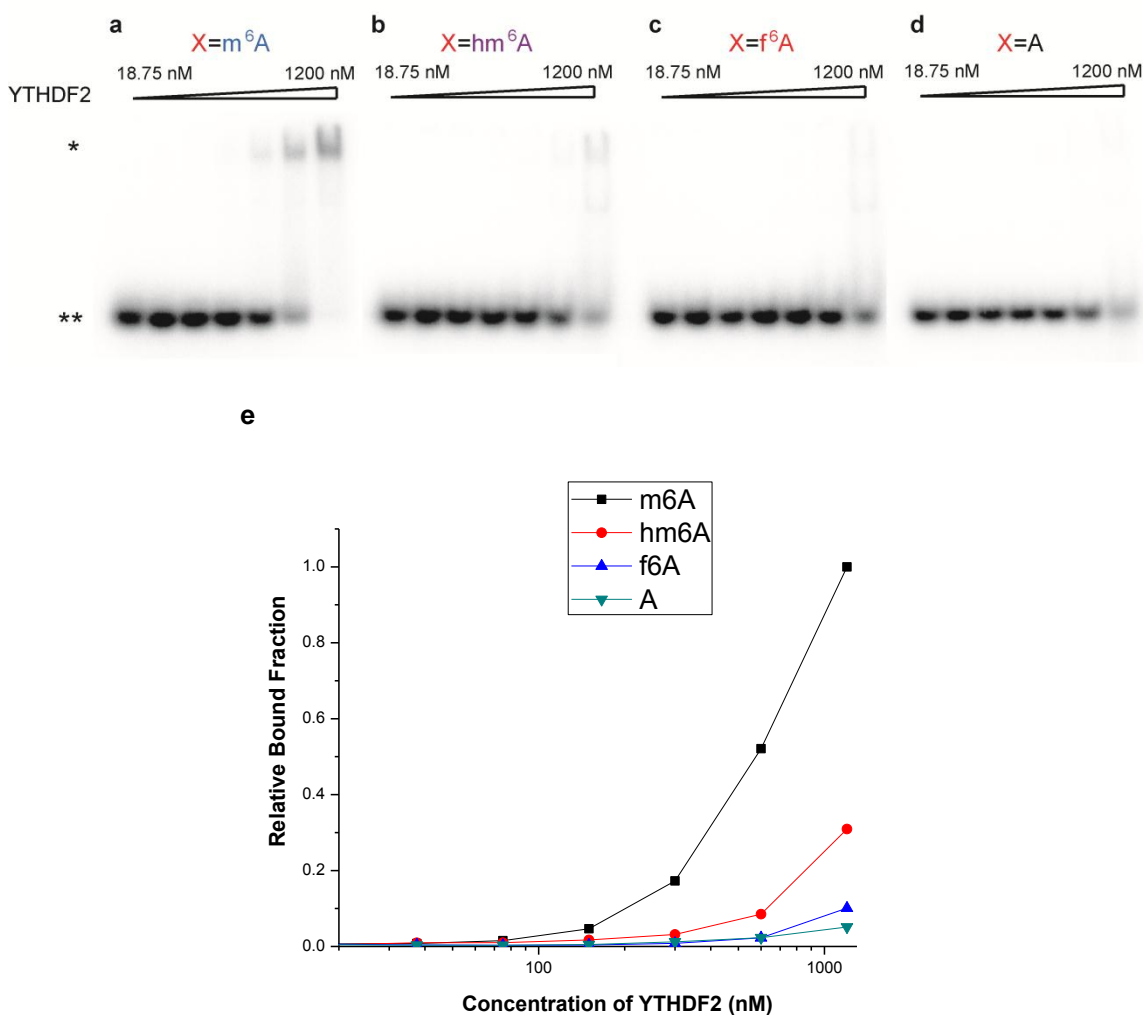 a b c d
X=m⁶A X=hm⁶A X=f⁶A X=A
18.75 nM 1200 nM 18.75 nM 1200 nM 18.75 nM 1200 nM 18.75 nM 1200 nM
YTHDF2
*
**
e
m6A
hm6A
f6A
A
1.0
0.8
0.6
0.4
0.2
0.0
Relative Bound Fraction
100 1000
Concentration of YTHDF2 (nM)